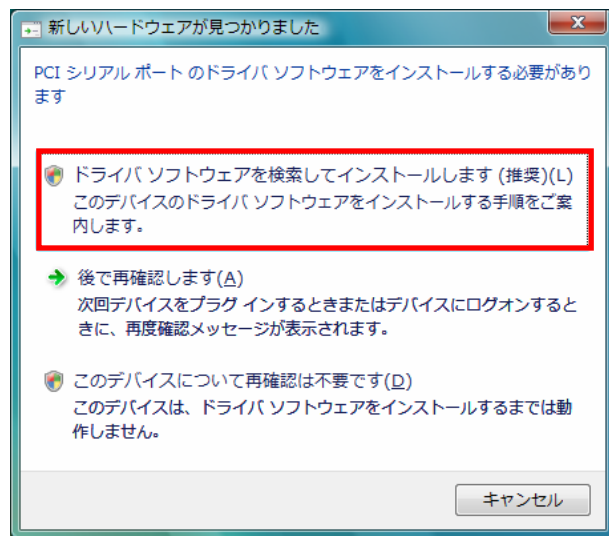 新しいハードウェアが見つかりました
PCI シリアル ポート のドライバ ソフトウェアをインストールする必要があり
ます
ドライバ ソフトウェアを検索してインストールします (推奨)(L)
このデバイスのドライバ ソフトウェアをインストールする手順をご案
内します。
後で再確認します(A)
次回デバイスをプラグ インするときまたはデバイスにログオンすると
きに、再度確認メッセージが表示されます。
このデバイスについて再確認は不要です(D)
このデバイスは、ドライバ ソフトウェアをインストールするまでは動
作しません。
キャンセル